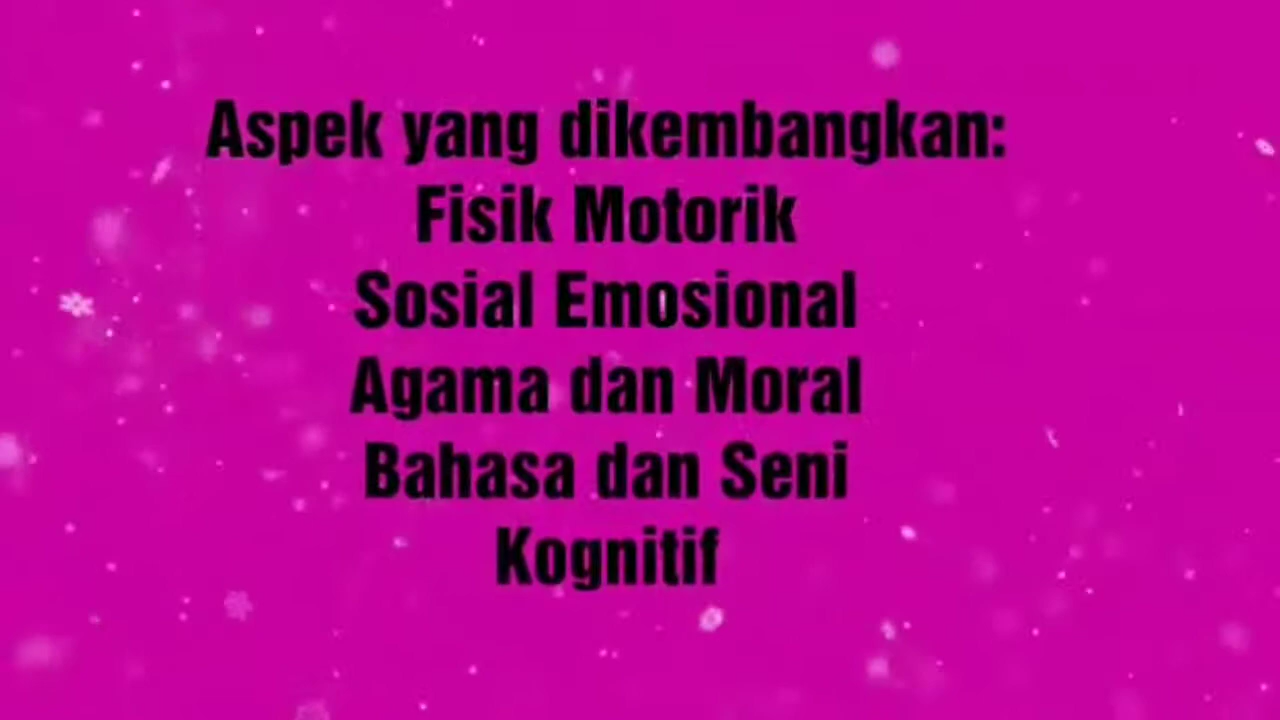 Aspek yang dikembangkan:
Fisik Motorik
Sosial Emosional
Agama dan Moral
Bahasa dan Seni
Kognitif